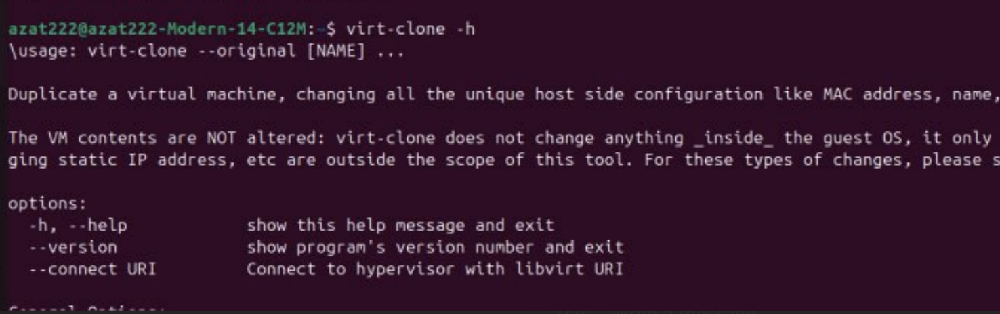 azat222@azat222-Modern-14-C12M:~$ virt-clone -h
\usage: virt-clone --original [NAME] ...
Duplicate a virtual machine, changing all the unique host side configuration like MAC address, name,
The VM contents are NOT altered: virt-clone does not change anything _inside_ the guest OS, it only
ging static IP address, etc are outside the scope of this tool. For these types of changes, please s
options:
-h, --help show this help message and exit
--version show program's version number and exit
--connect URI Connect to hypervisor with libvirt URI
General Options: